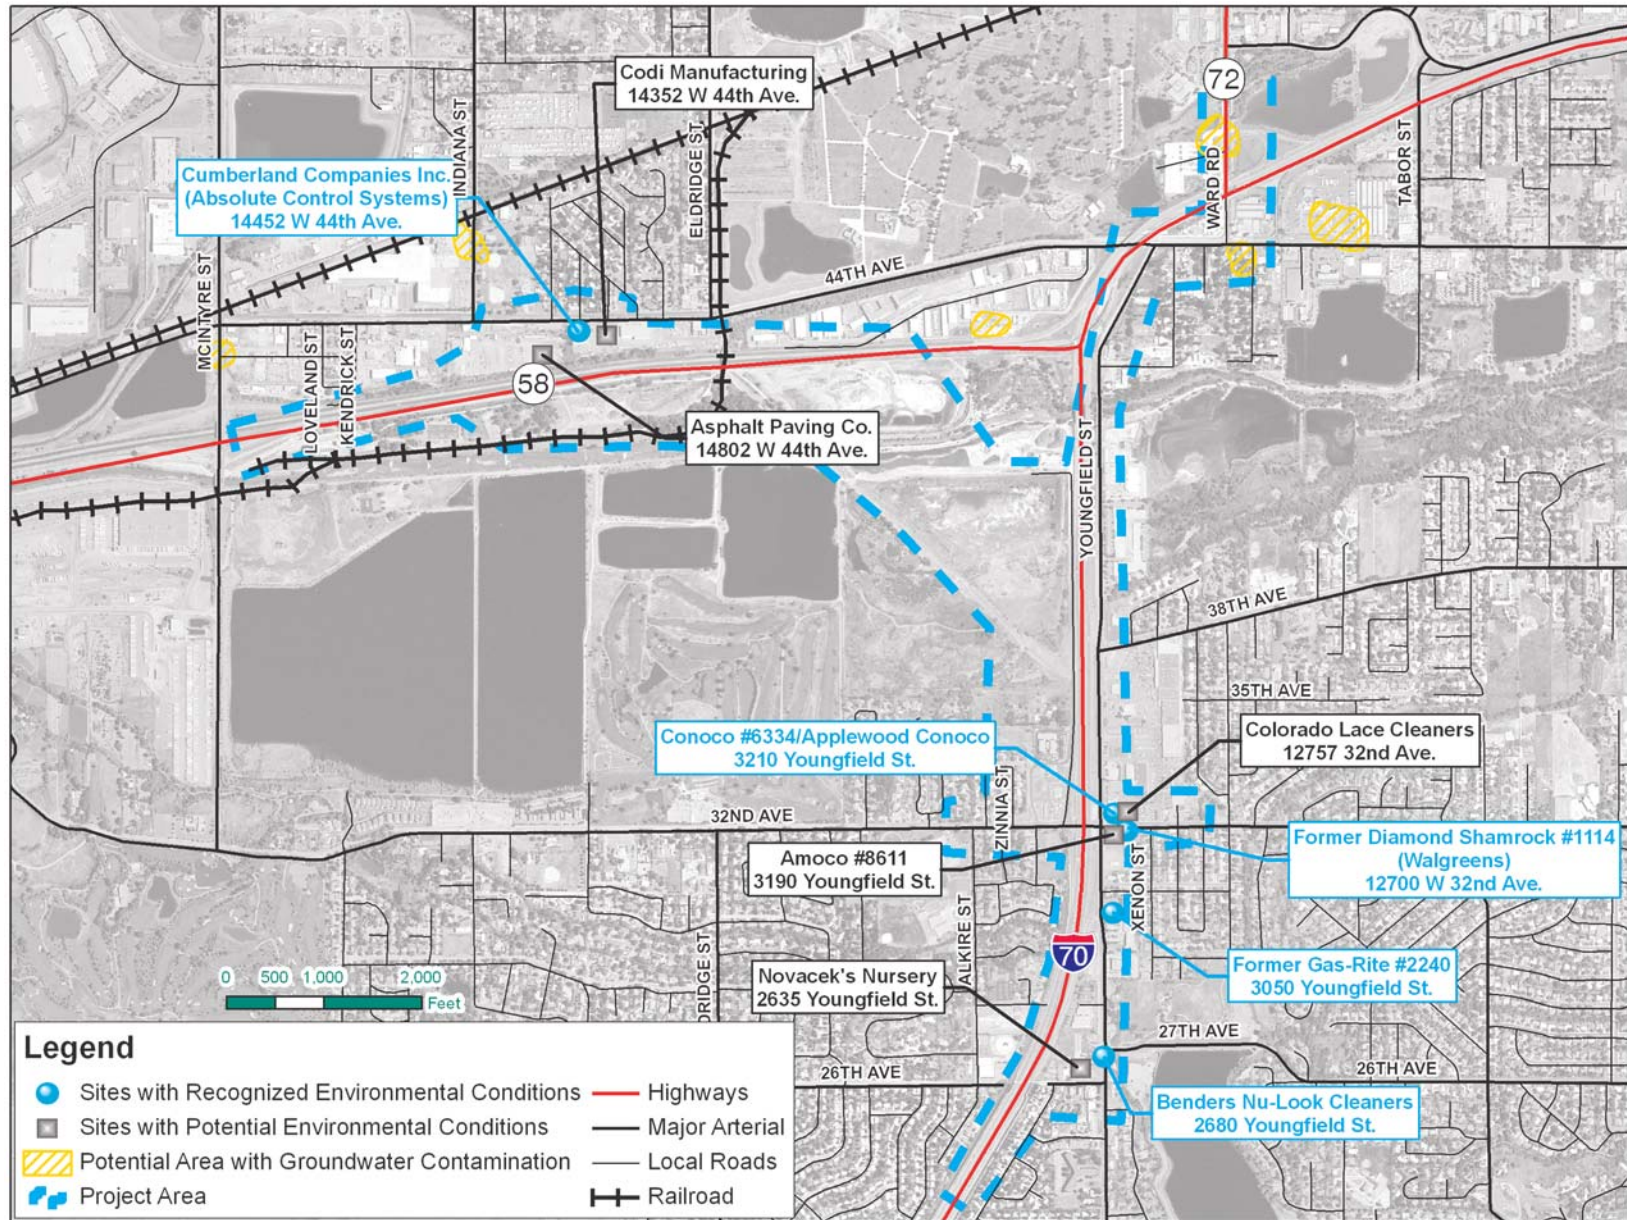 72
Codi Manufacturing
14352 W 44th Ave.
INDIANA ST
ELDRIDGE ST
WARD RD
TABOR ST
Cumberland Companies Inc.
(Absolute Control Systems)
14452 W 44th Ave.
MCINTYRE ST
44TH AVE
LOVELAND ST
KENDRICK ST
58
Asphalt Paving Co.
14802 W 44th Ave.
YOUNGFIELD ST
38TH AVE
35TH AVE
Conoco #6334/Applewood Conoco
3210 Youngfield St.
Colorado Lace Cleaners
12757 32nd Ave.
ZINNIA ST
32ND AVE
Amoco #8611
3190 Youngfield St.
Former Diamond Shamrock #1114
(Walgreens)
12700 W 32nd Ave.
XENON ST
ALKIRE ST
70
DRIDGE ST
Novacek's Nursery
2635 Youngfield St.
Former Gas-Rite #2240
3050 Youngfield St.
0 500 1,000 2,000
Feet
27TH AVE
26TH AVE
26TH AVE
Benders Nu-Look Cleaners
2680 Youngfield St.
Legend
Sites with Recognized Environmental Conditions
Sites with Potential Environmental Conditions
Potential Area with Groundwater Contamination
Project Area
Highways
Major Arterial
Local Roads
Railroad